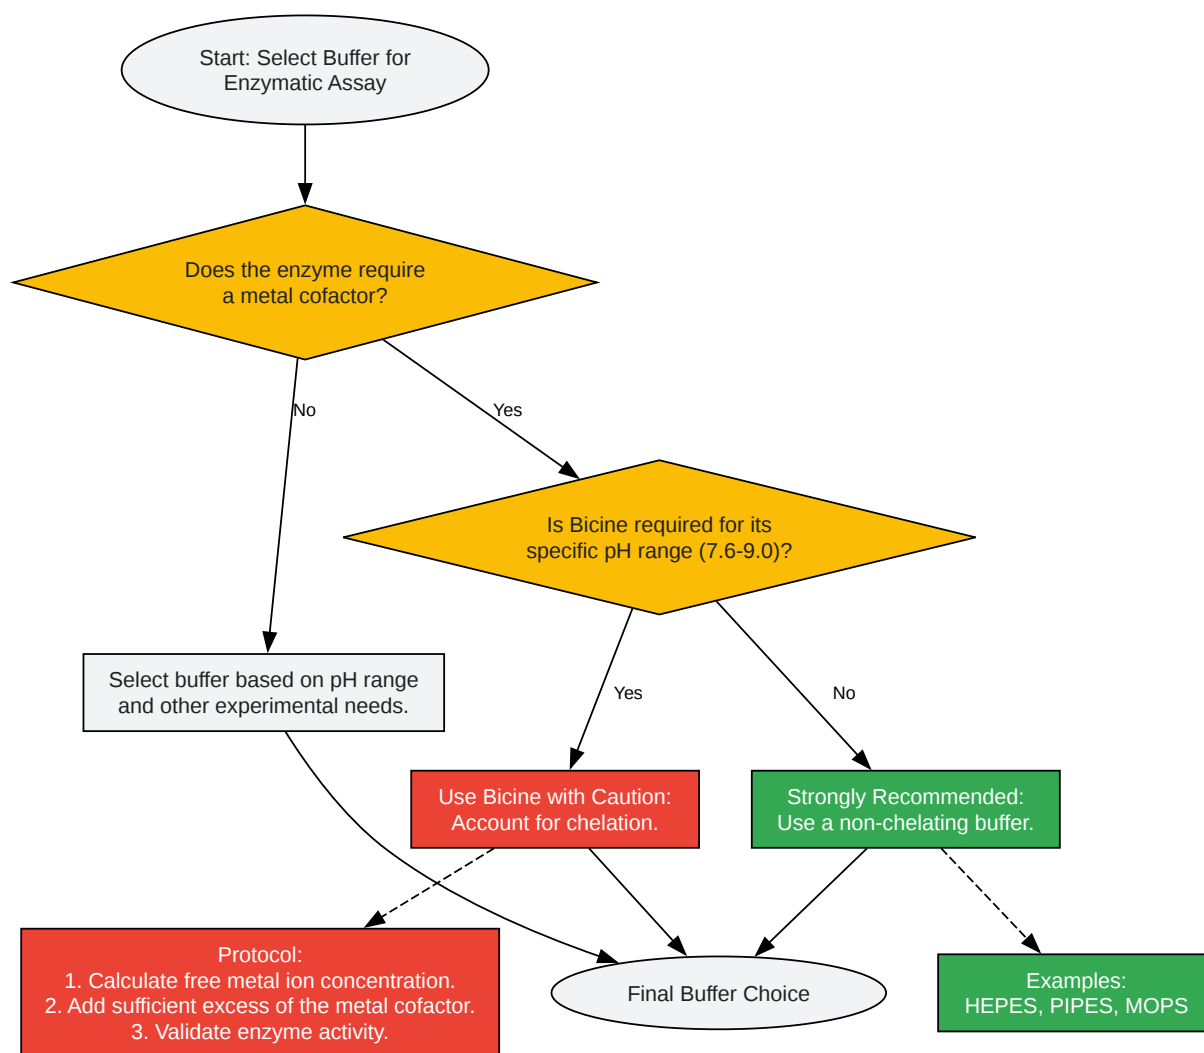 Start: Select Buffer for
Enzymatic Assay
Does the enzyme require
a metal cofactor?
No
Yes
Is Bicine required for its
specific pH range (7.6-9.0)?
Select buffer based on pH range
and other experimental needs.
Yes
No
Use Bicine with Caution:
Account for chelation.
Strongly Recommended:
Use a non-chelating buffer.
Protocol:
1. Calculate free metal ion concentration.
2. Add sufficient excess of the metal cofactor.
3. Validate enzyme activity.
Final Buffer Choice
Examples:
HEPES, PIPES, MOPS